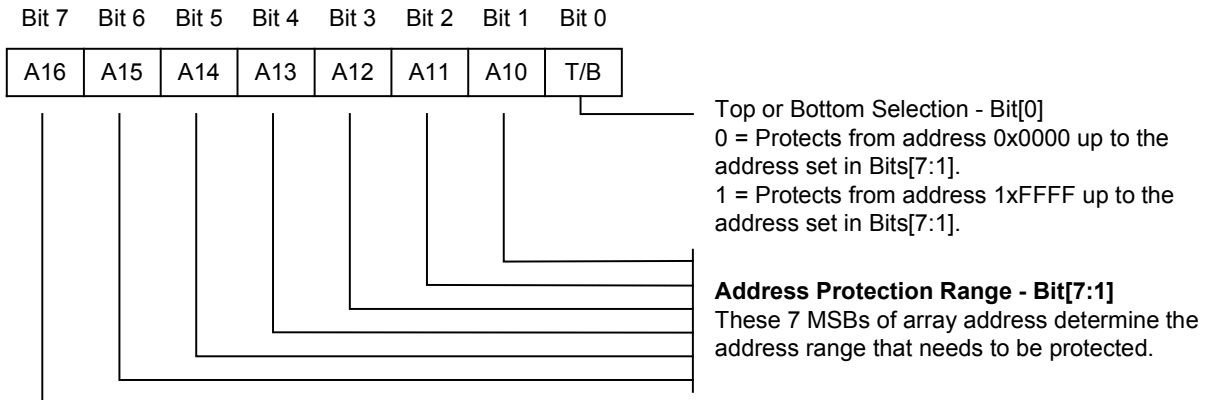 Bit 7 Bit 6 Bit 5 Bit 4 Bit 3 Bit 2 Bit 1 Bit 0
A16 A15 A14 A13 A12 A11 A10 T/B
Top or Bottom Selection - Bit[0]
0 = Protects from address 0x0000 up to the
address set in Bits[7:1].
1 = Protects from address 1xFFFF up to the
address set in Bits[7:1].
Address Protection Range - Bit[7:1]
These 7 MSBs of array address determine the
address range that needs to be protected.